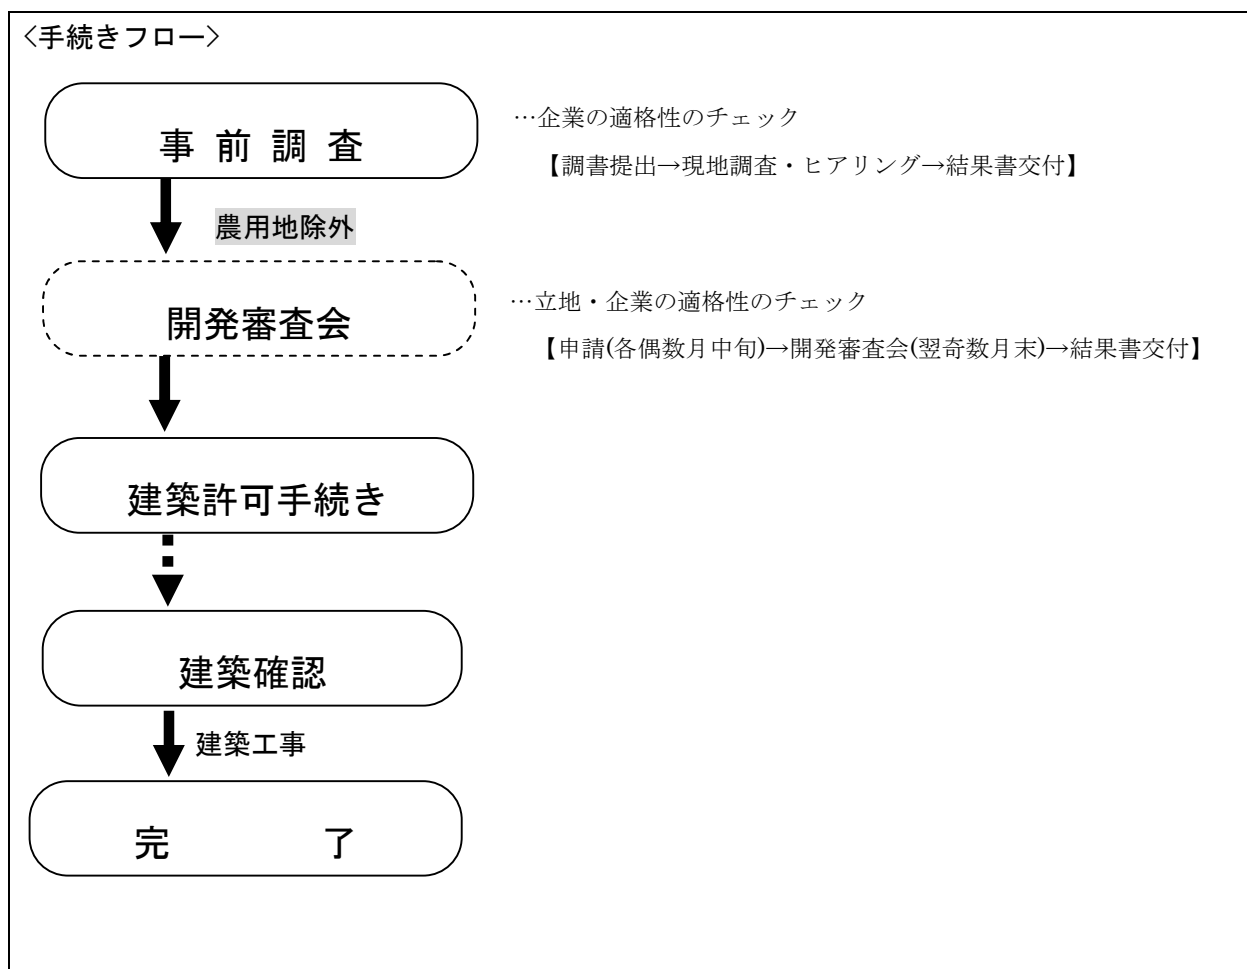 <手続きフロー>
事 前 調 査
…企業の適格性のチェック
【調書提出→現地調査・ヒアリング→結果書交付】
農用地除外
開発審査会
…立地・企業の適格性のチェック
【申請(各偶数月中旬)→開発審査会(翌奇数月末)→結果書交付】
建築許可手続き
建築確認
建築工事
完 了